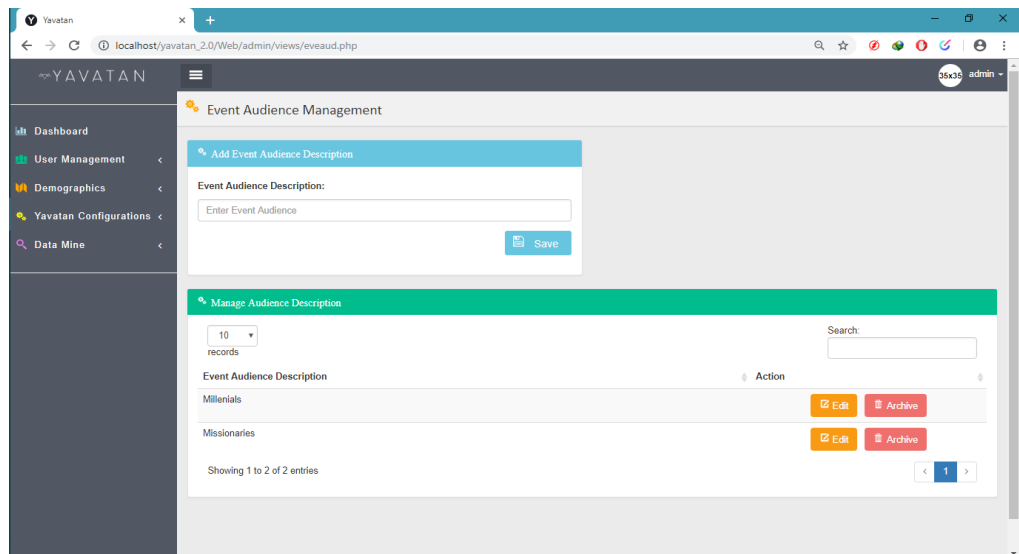 Yavatan
localhost/yavatan_2.0/Web/admin/views/eveaud.php
YAVATAN
35x35 admin
Event Audience Management
Dashboard
User Management
Demographics
Yavatan Configurations
Data Mine
Add Event Audience Description
Event Audience Description:
Enter Event Audience
Save
Manage Audience Description
10
records
Search:
Event Audience Description Action
Millenials Edit Archive
Missionaries Edit Archive
Showing 1 to 2 of 2 entries
< 1 >